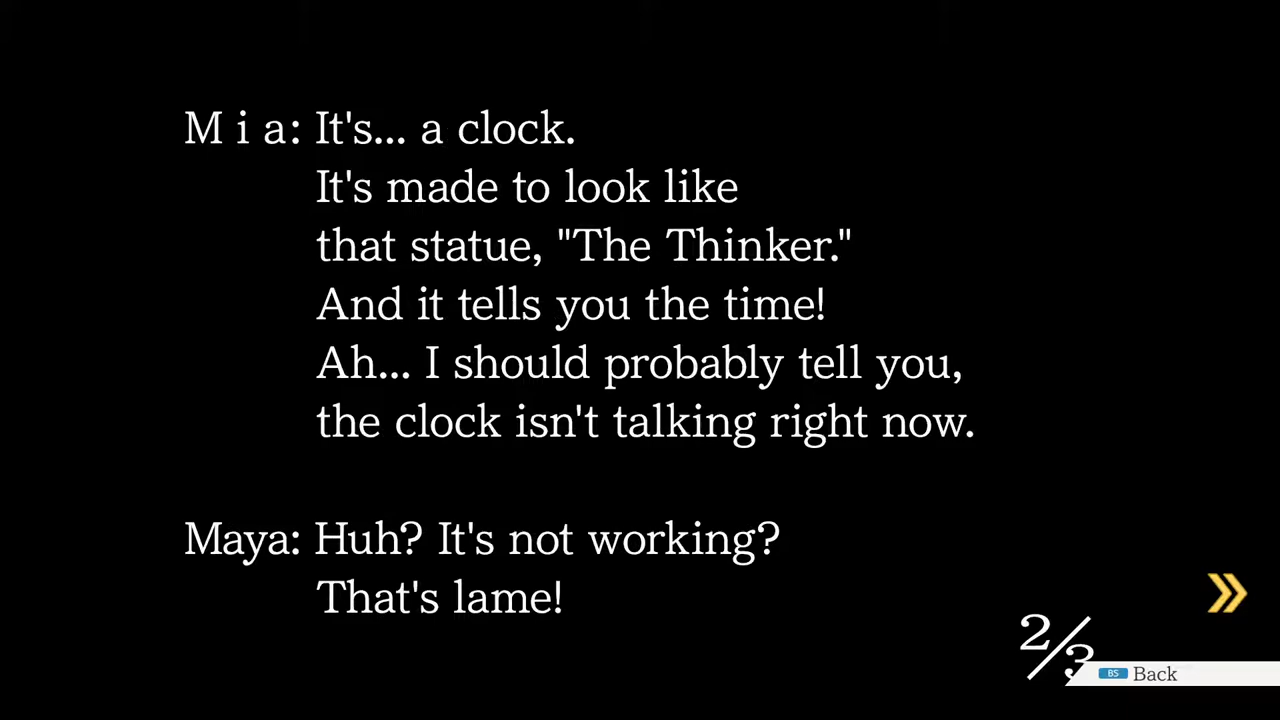 M i a: It's... a clock.
It's made to look like
that statue, "The Thinker."
And it tells you the time!
Ah... I should probably tell you,
the clock isn't talking right now.
Maya: Huh? It's not working?
That's lame!
2/3
BS Back